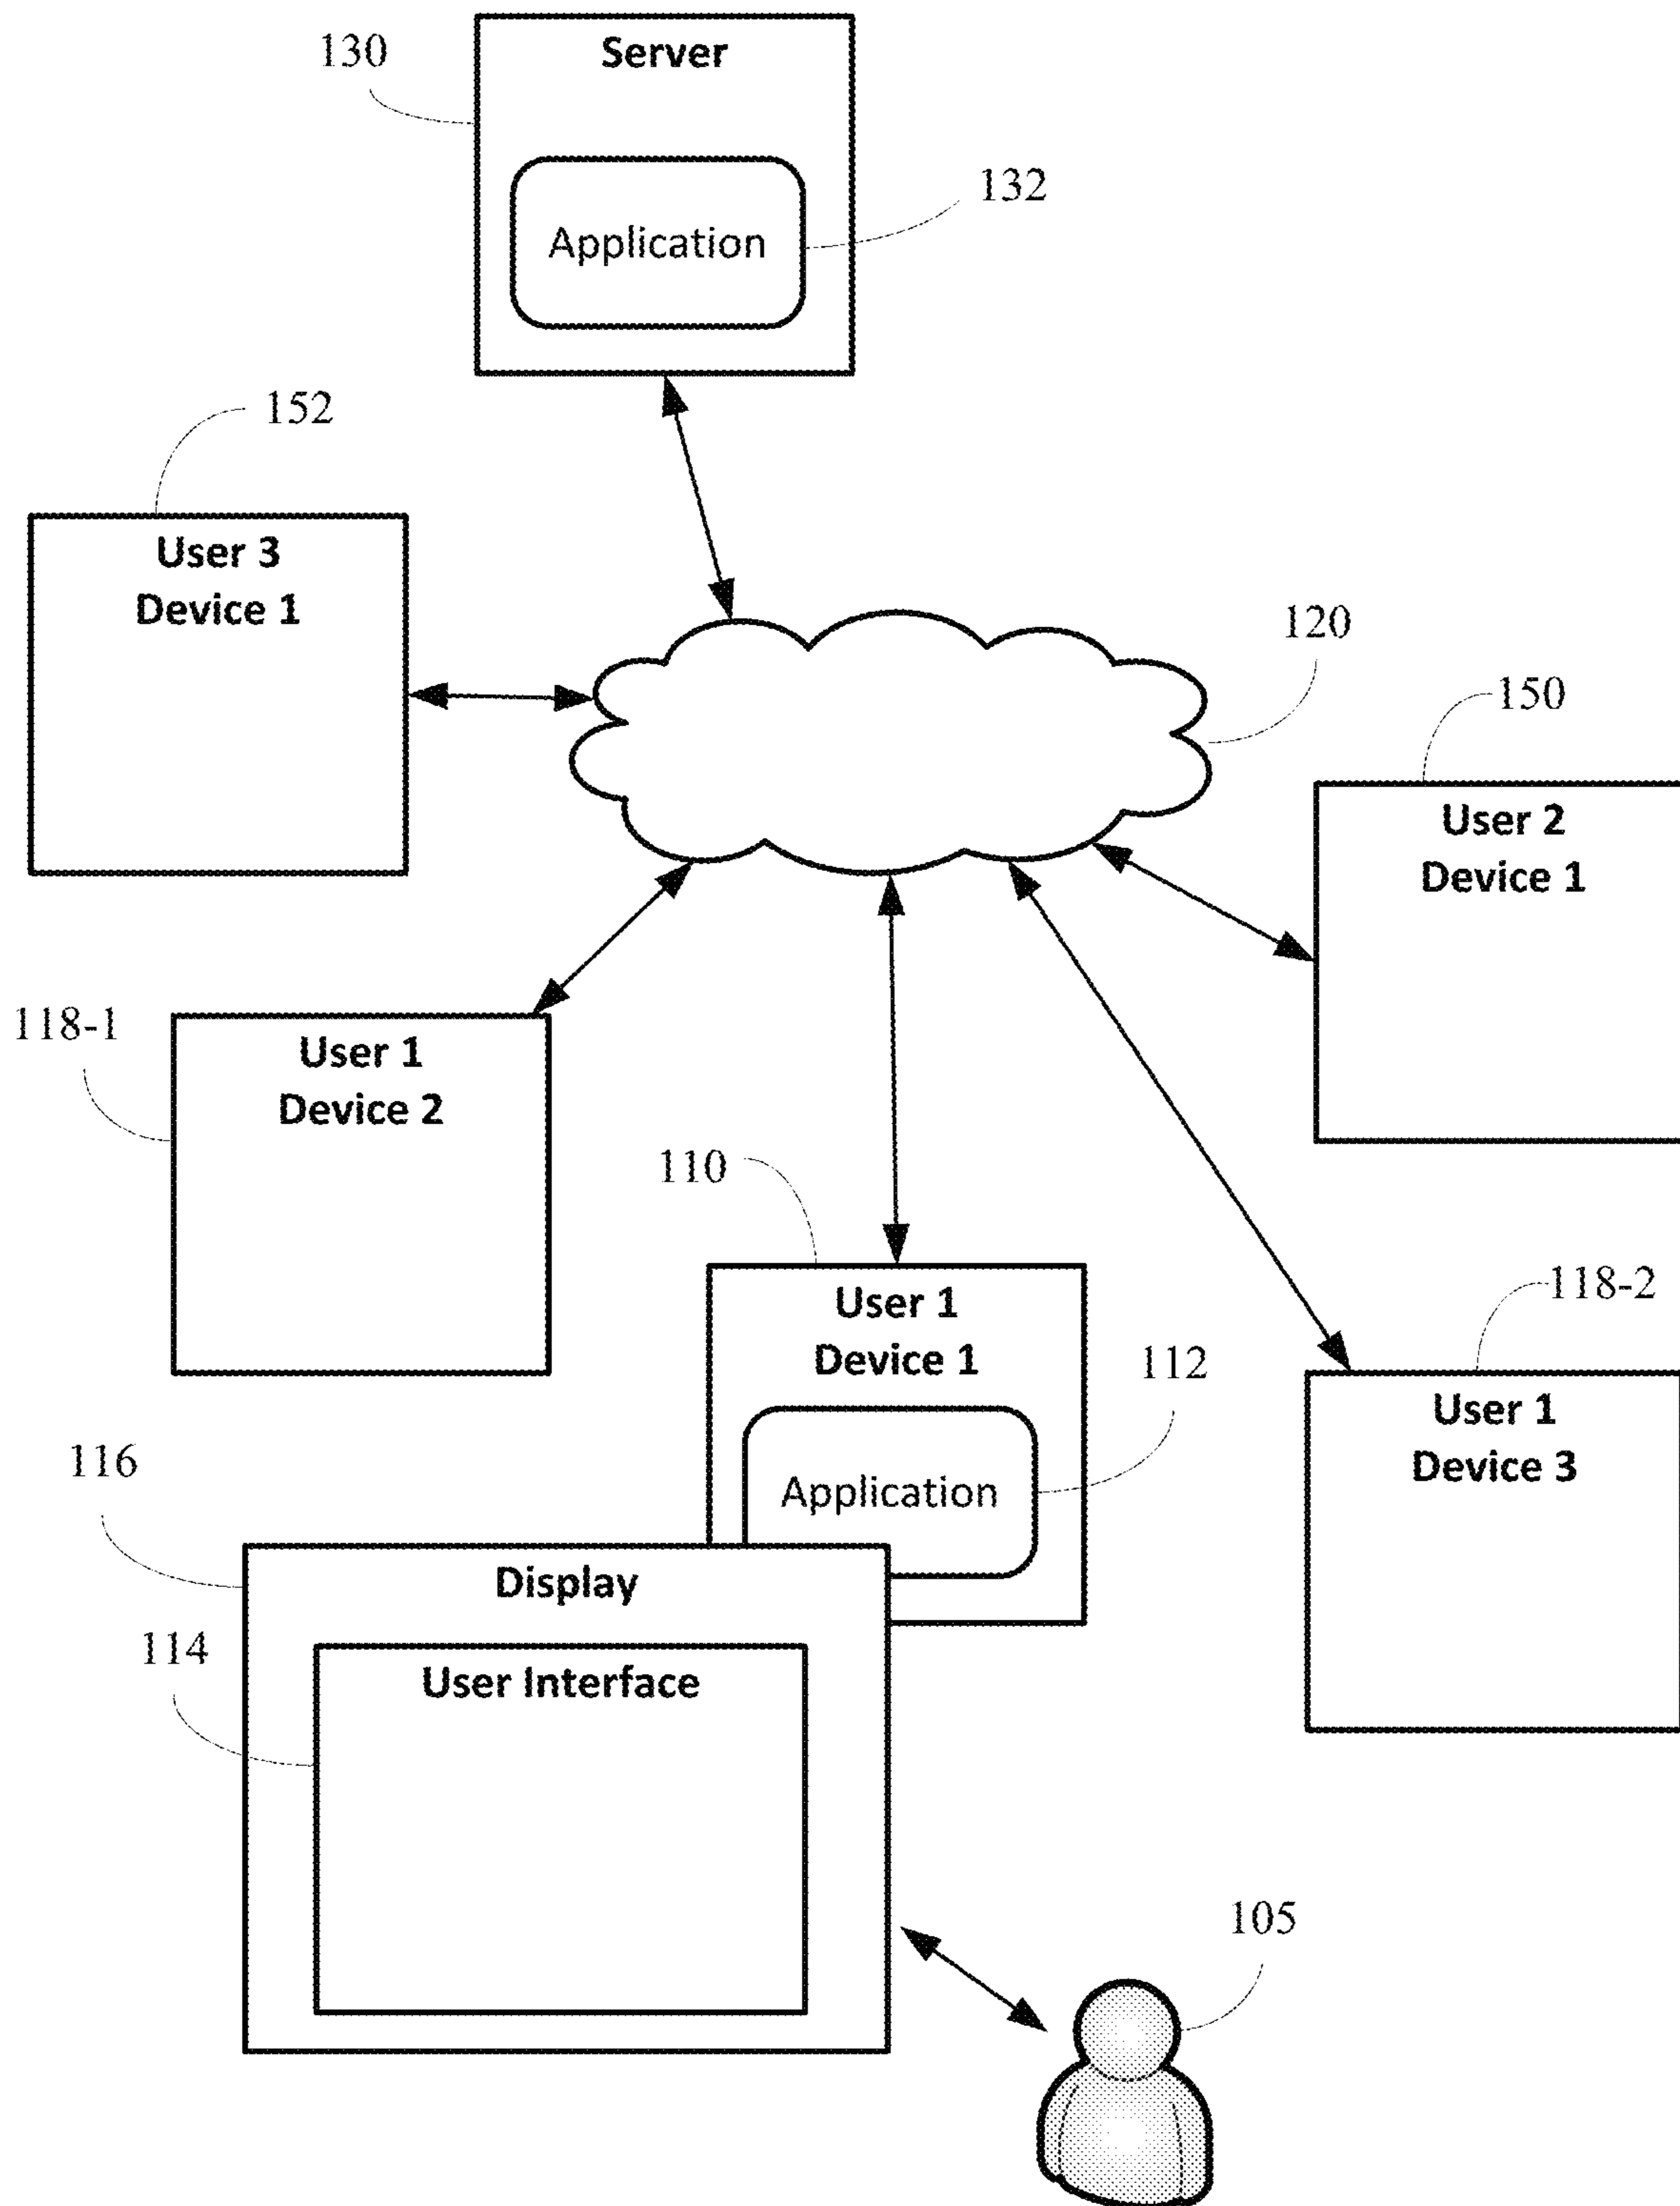 130
Server
132
Application
152
User 3
Device 1
120
150
User 2
Device 1
118-1
User 1
Device 2
110
User 1
Device 1
118-2
112
User 1
Device 3
Application
116
Display
114
User Interface
105